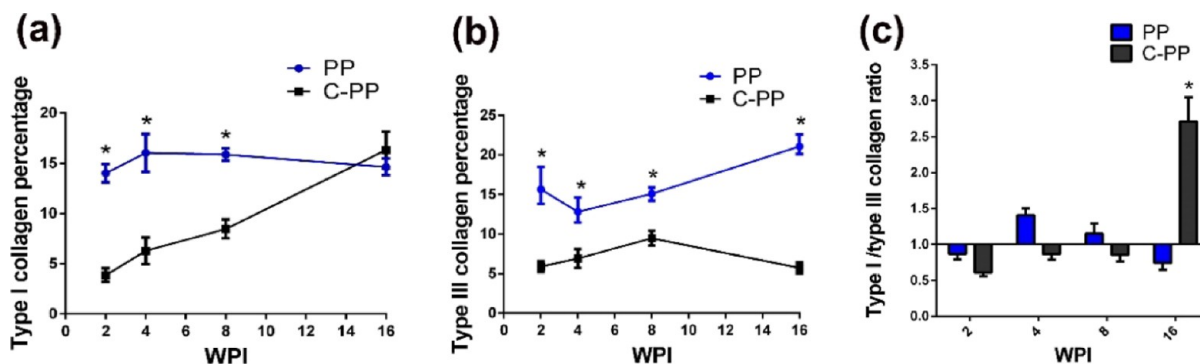 (a)
PP
C-PP
*
*
*
Type I collagen percentage
20
15
10
5
0
0 2 4 6 8 10 12 14 16
WPI
(b)
PP
C-PP
*
*
*
*
Type III collagen percentage
25
20
15
10
5
0
0 2 4 6 8 10 12 14 16
WPI
(c)
PP
C-PP
*
Type I /type III collagen ratio
3.5
3.0
2.5
2.0
1.5
1.0
0.5
0.0
2 4 8 16
WPI